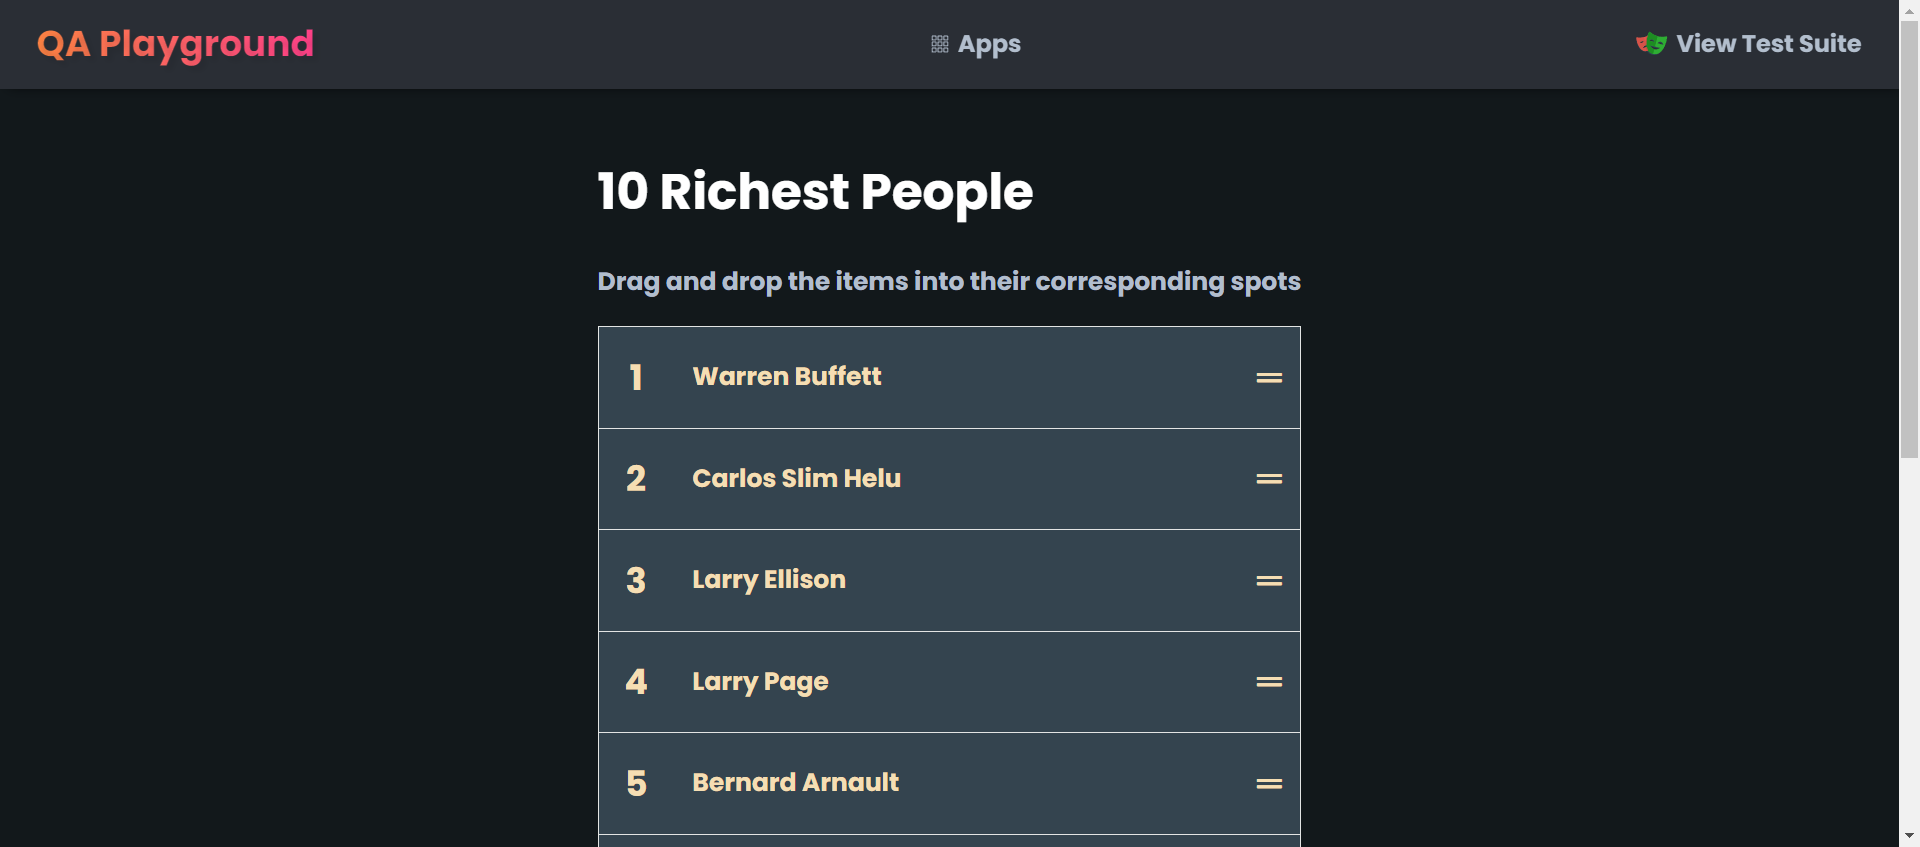 QA Playground
Apps
View Test Suite
10 Richest People
Drag and drop the items into their corresponding spots
1 Warren Buffett
2 Carlos Slim Helu
3 Larry Ellison
4 Larry Page
5 Bernard Arnault